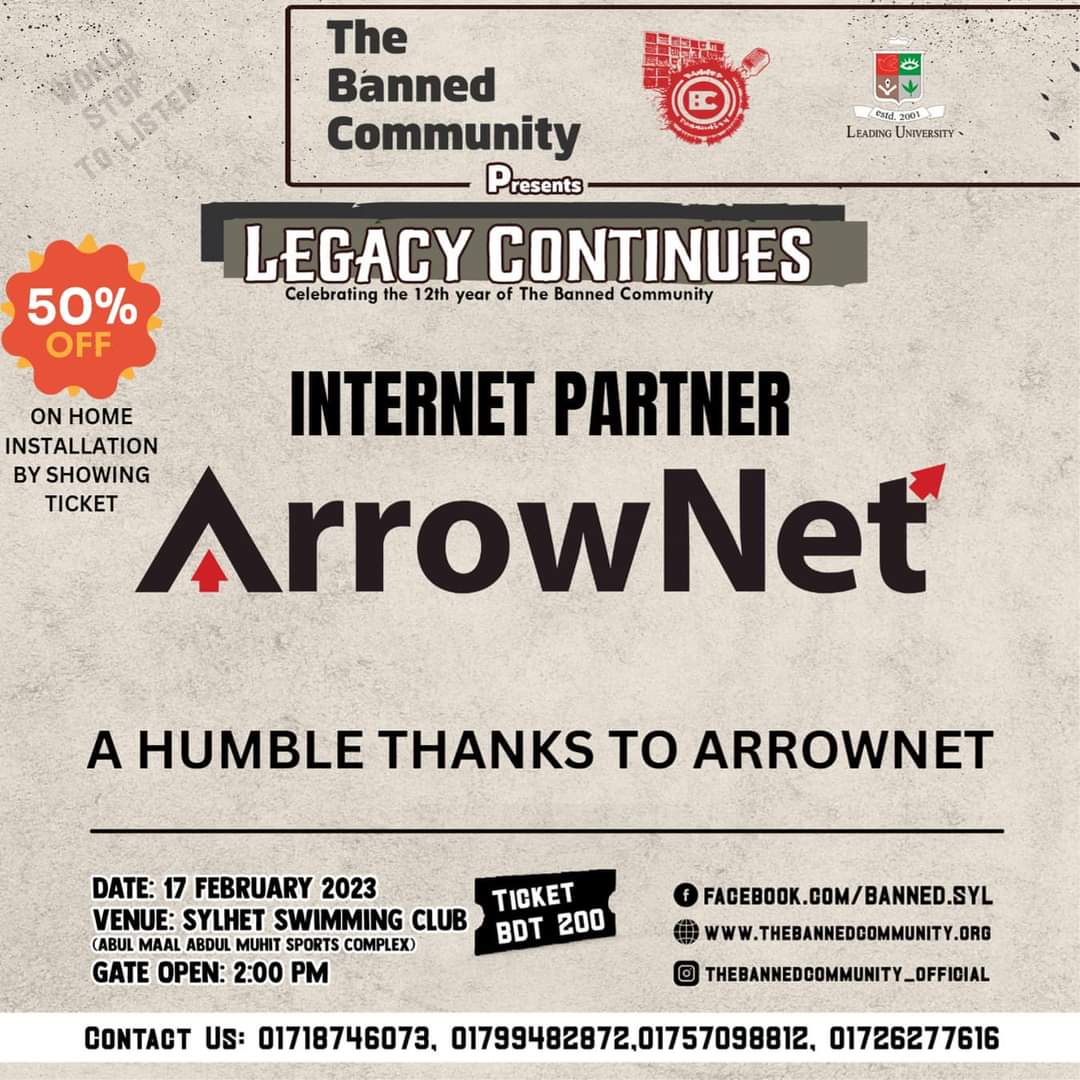 WORLD
STOP
TO LISTEN
The
Banned
Community
BANNED
BC
COMMUNITY
estd. 2001
LEADING UNIVERSITY
Presents
LEGACY CONTINUES
Celebrating the 12th year of The Banned Community
50%
OFF
ON HOME
INSTALLATION
BY SHOWING
TICKET
INTERNET PARTNER
ArrowNet
A HUMBLE THANKS TO ARROWNET
DATE: 17 FEBRUARY 2023
VENUE: SYLHET SWIMMING CLUB
(ABUL MAAL ABDUL MUHIT SPORTS COMPLEX)
GATE OPEN: 2:00 PM
TICKET
BDT 200
FACEBOOK.COM/BANNED.SYL
WWW.THEBANNEDCOMMUNITY.ORG
THEBANNEDCOMMUNITY_OFFICIAL
CONTACT US: 01718746073, 01799482872,01757098812, 01726277616